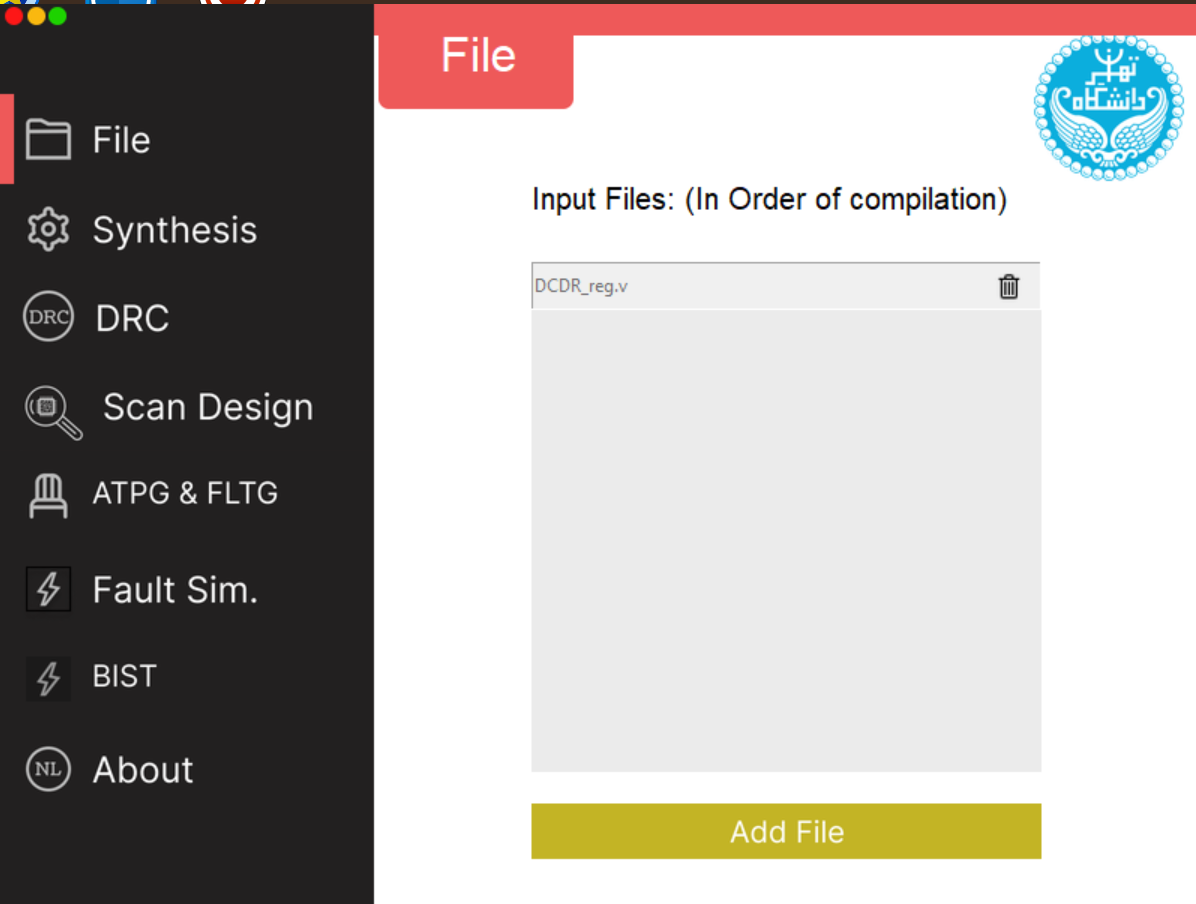 File
تهران
دانشگاه
File
Input Files: (In Order of compilation)
Synthesis
DCDR_reg.v
DRC
DRC
Scan Design
ATPG & FLTG
Fault Sim.
BIST
NL
About
Add File